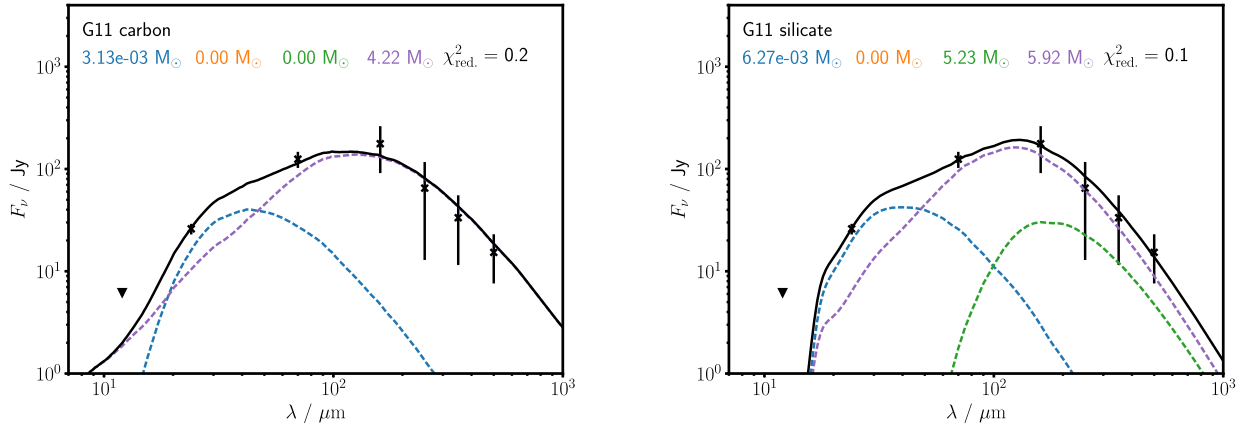 G11 carbon
3.13e-03 M☉ 0.00 M☉ 0.00 M☉ 4.22 M☉ χ²red. = 0.2
10³
10²
10¹
10⁰
Fν / Jy
10¹ 10² 10³
λ / μm
G11 silicate
6.27e-03 M☉ 0.00 M☉ 5.23 M☉ 5.92 M☉ χ²red. = 0.1
10³
10²
10¹
10⁰
Fν / Jy
10¹ 10² 10³
λ / μm